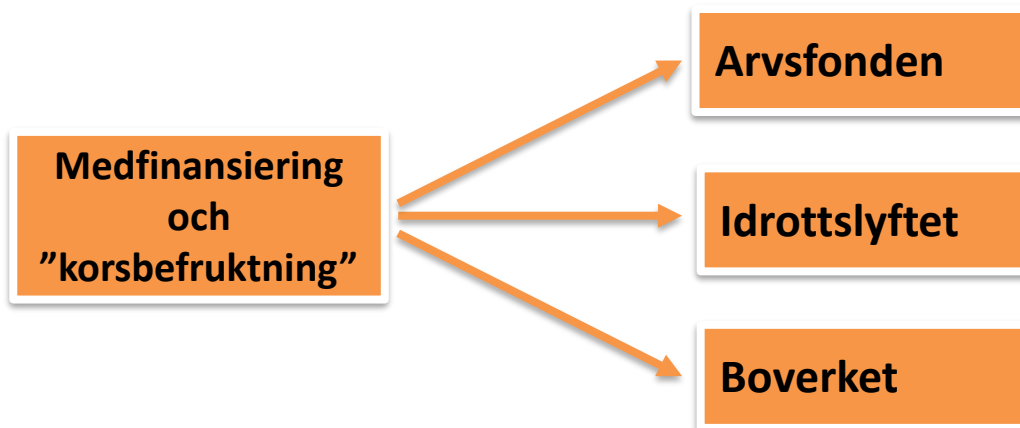 Medfinansiering
och
”korsbefruktning”
Arvsfonden
Idrottslyftet
Boverket